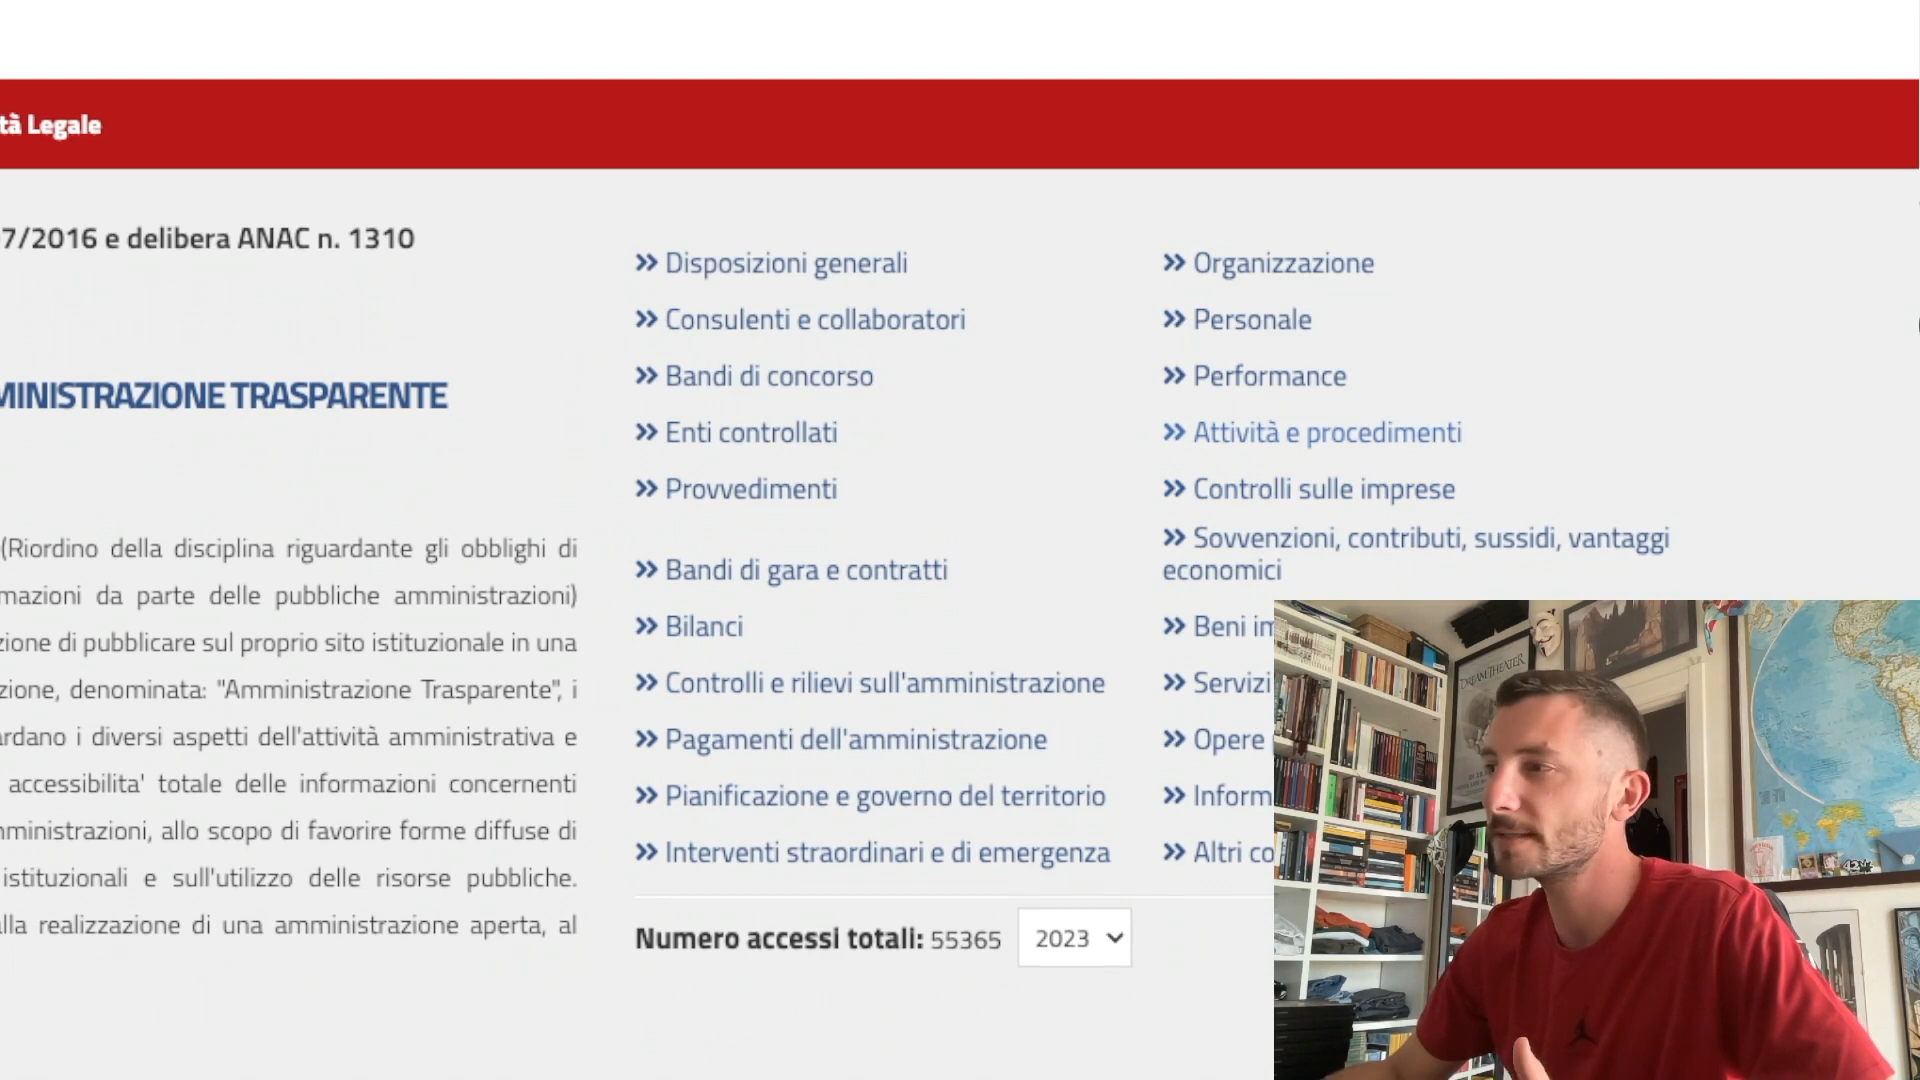 tà Legale
7/2016 e delibera ANAC n. 1310
MINISTRAZIONE TRASPARENTE
(Riordino della disciplina riguardante gli obblighi di
mazioni da parte delle pubbliche amministrazioni)
zione di pubblicare sul proprio sito istituzionale in una
zione, denominata: "Amministrazione Trasparente", i
ardano i diversi aspetti dell'attività amministrativa e
accessibilita' totale delle informazioni concernenti
mministrazioni, allo scopo di favorire forme diffuse di
istituzionali e sull'utilizzo delle risorse pubbliche.
alla realizzazione di una amministrazione aperta, al
» Disposizioni generali
» Organizzazione
» Consulenti e collaboratori
» Personale
» Bandi di concorso
» Performance
» Enti controllati
» Attività e procedimenti
» Provvedimenti
» Controlli sulle imprese
» Bandi di gara e contratti
» Sovvenzioni, contributi, sussidi, vantaggi
economici
» Bilanci
» Beni im
» Controlli e rilievi sull'amministrazione
» Servizi
» Pagamenti dell'amministrazione
» Opere
» Pianificazione e governo del territorio
» Inform
» Interventi straordinari e di emergenza
» Altri co
Numero accessi totali: 55365
2023
DREAM THEATER